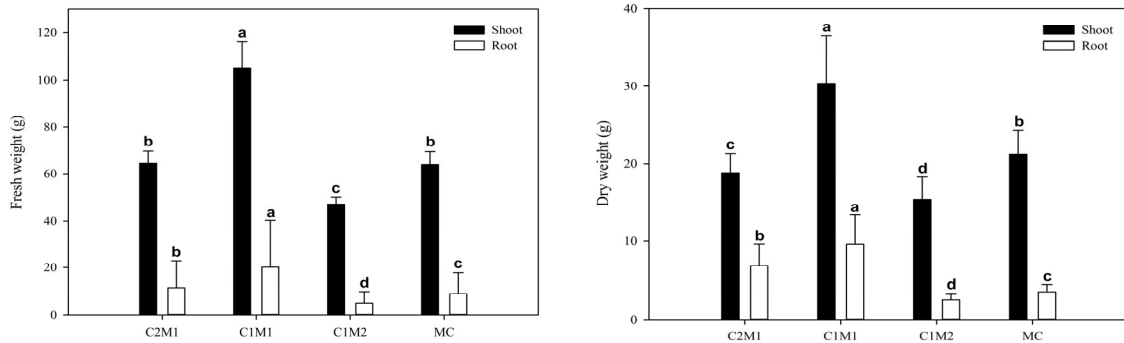 120
100
80
60
40
20
0
Fresh weight (g)
Shoot
Root
b
b
a
a
c
d
b
c
C2M1
C1M1
C1M2
MC
40
30
20
10
0
Dry weight (g)
Shoot
Root
c
b
a
a
d
d
b
c
C2M1
C1M1
C1M2
MC